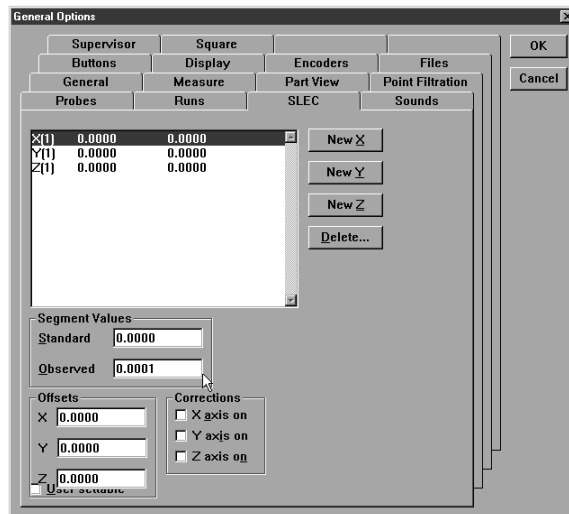 General Options
Supervisor Square
OK
Buttons Display Encoders Files
General Measure Part View Point Filtration
Cancel
Probes Runs SLEC Sounds
X(1) 0.0000 0.0000
Y(1) 0.0000 0.0000
Z(1) 0.0000 0.0000
New X
New Y
New Z
Delete...
Segment Values
Standard 0.0000
Observed 0.0001
Offsets
X 0.0000
Y 0.0000
Z 0.0000
User settable
Corrections
X axis on
Y axis on
Z axis on